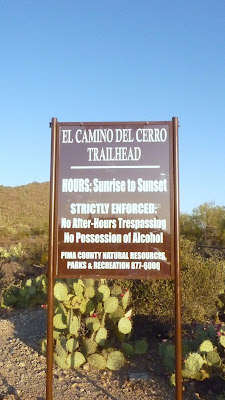 EL CAMINO DEL CERRO
TRAILHEAD
HOURS: Sunrise to Sunset
STRICTLY ENFORCED:
No After-Hours Trespassing
No Possession of Alcohol
PIMA COUNTY NATURAL RESOURCES,
PARKS & RECREATION 877-6000